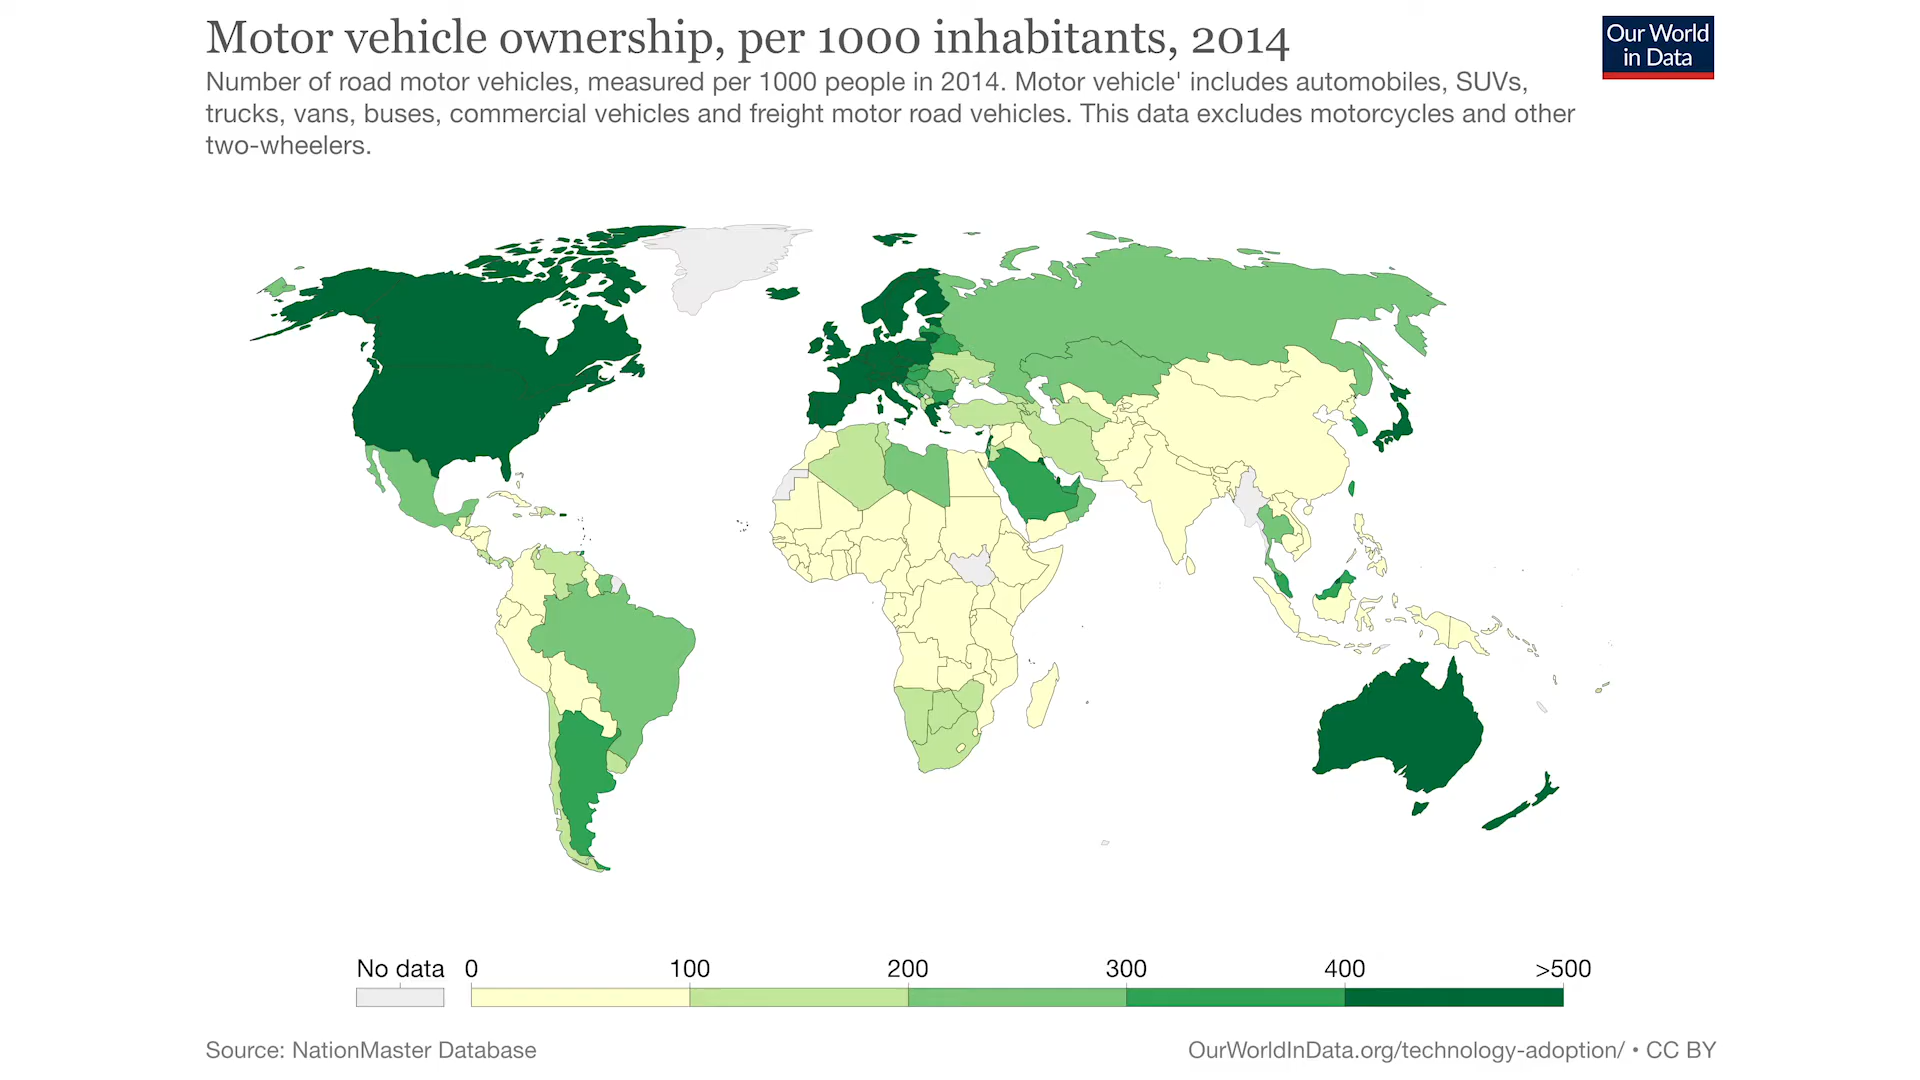 Motor vehicle ownership, per 1000 inhabitants, 2014
Our World
in Data
Number of road motor vehicles, measured per 1000 people in 2014. Motor vehicle' includes automobiles, SUVs,
trucks, vans, buses, commercial vehicles and freight motor road vehicles. This data excludes motorcycles and other
two-wheelers.
No data 0 100 200 300 400 >500
Source: NationMaster Database
OurWorldInData.org/technology-adoption/ • CC BY